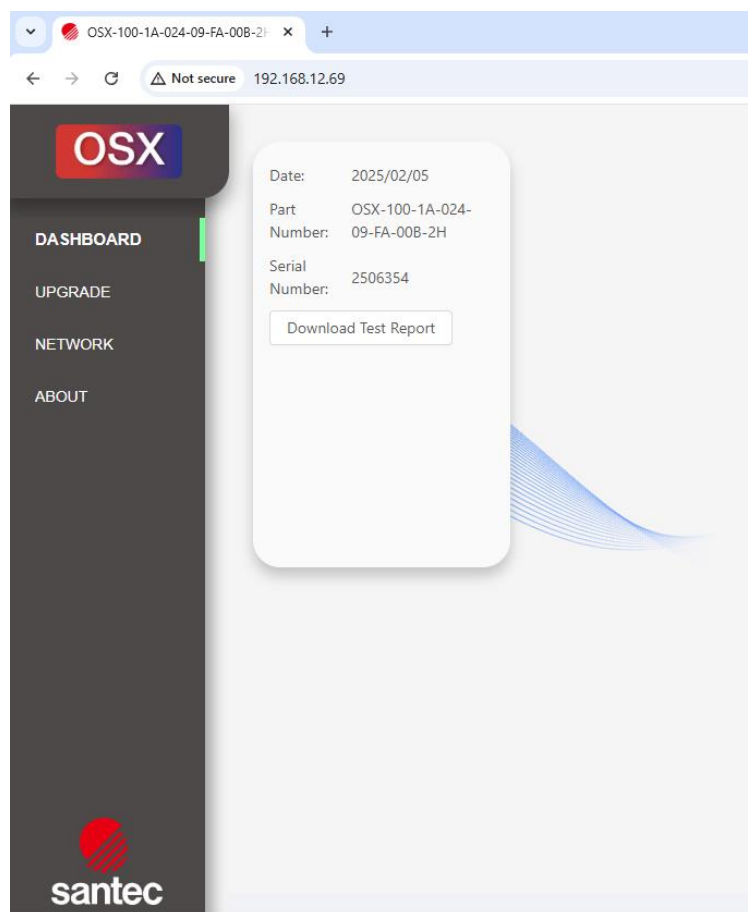 OSX-100-1A-024-09-FA-00B-2H
Not secure 192.168.12.69
OSX
DASHBOARD
UPGRADE
NETWORK
ABOUT
Date: 2025/02/05
Part Number: OSX-100-1A-024-
09-FA-00B-2H
Serial Number: 2506354
Download Test Report
santec